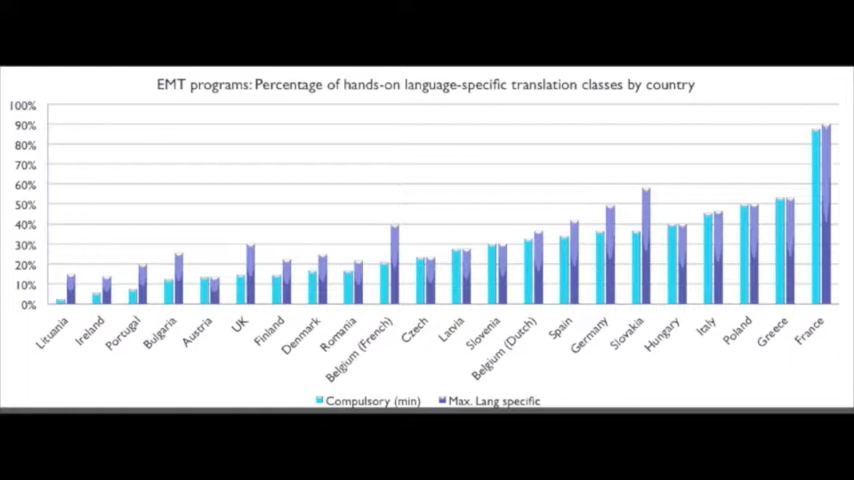 EMT programs: Percentage of hands-on language-specific translation classes by country
100%
90%
80%
70%
60%
50%
40%
30%
20%
10%
0%
Lituania
Ireland
Portugal
Bulgaria
Austria
UK
Finland
Denmark
Romania
Belgium (French)
Czech
Latvia
Slovenia
Belgium (Dutch)
Spain
Germany
Slovakia
Hungary
Italy
Poland
Greece
France
Compulsory (min) Max. Lang specific